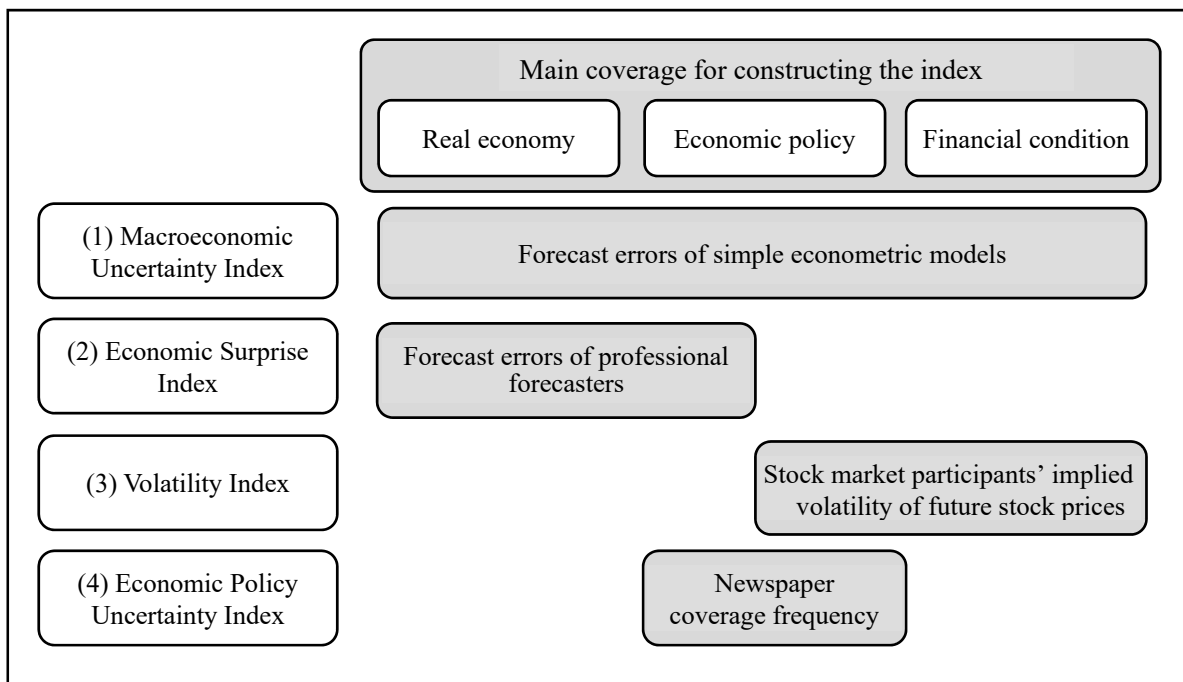 Main coverage for constructing the index
Real economy
Economic policy
Financial condition
(1) Macroeconomic
Uncertainty Index
Forecast errors of simple econometric models
(2) Economic Surprise
Index
Forecast errors of professional
forecasters
(3) Volatility Index
Stock market participants’ implied
volatility of future stock prices
(4) Economic Policy
Uncertainty Index
Newspaper
coverage frequency